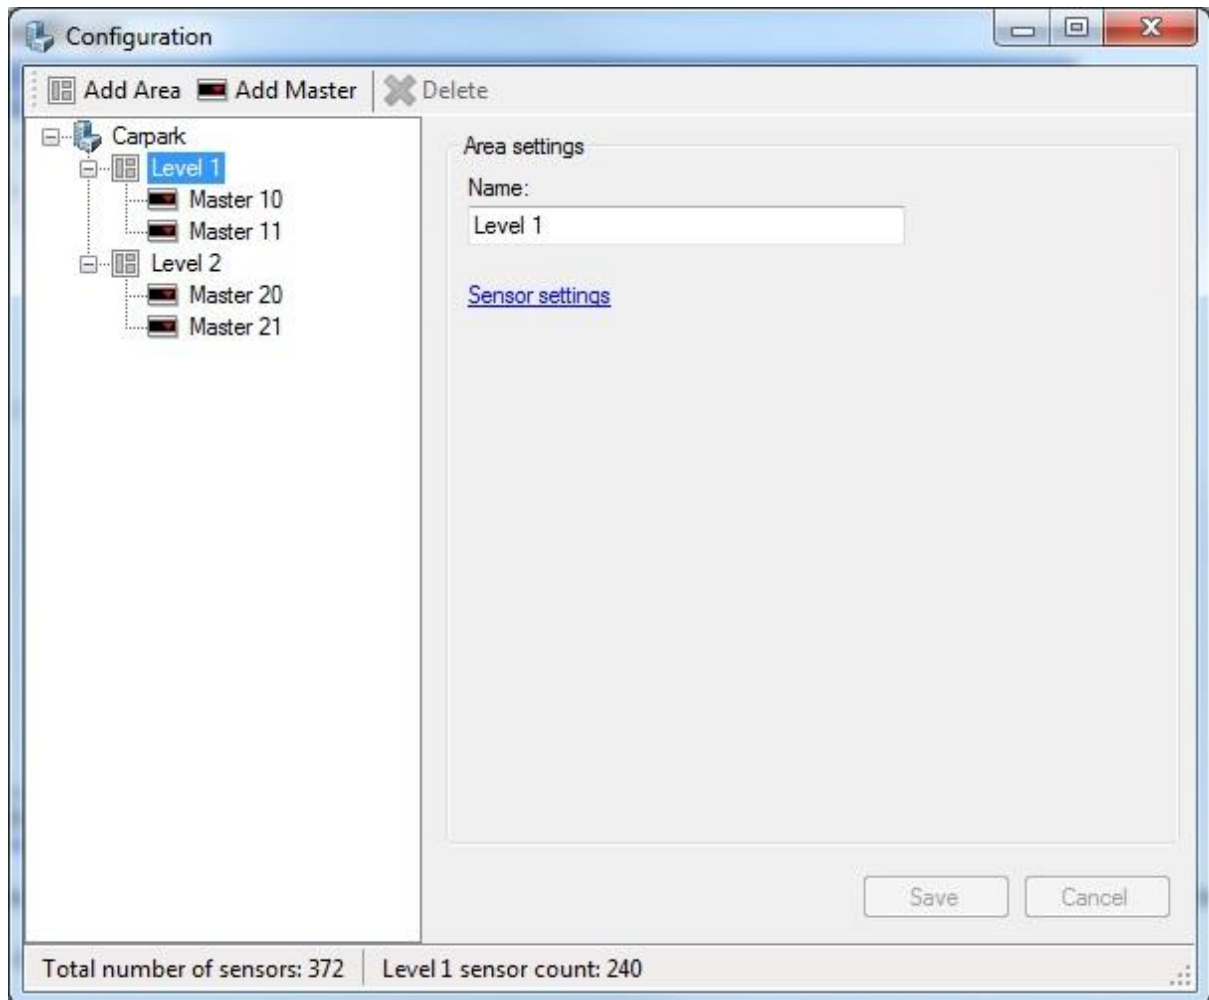 Configuration
Add Area Add Master Delete
Carpark
Level 1
Master 10
Master 11
Level 2
Master 20
Master 21
Area settings
Name:
Level 1
Sensor settings
Save Cancel
Total number of sensors: 372 Level 1 sensor count: 240